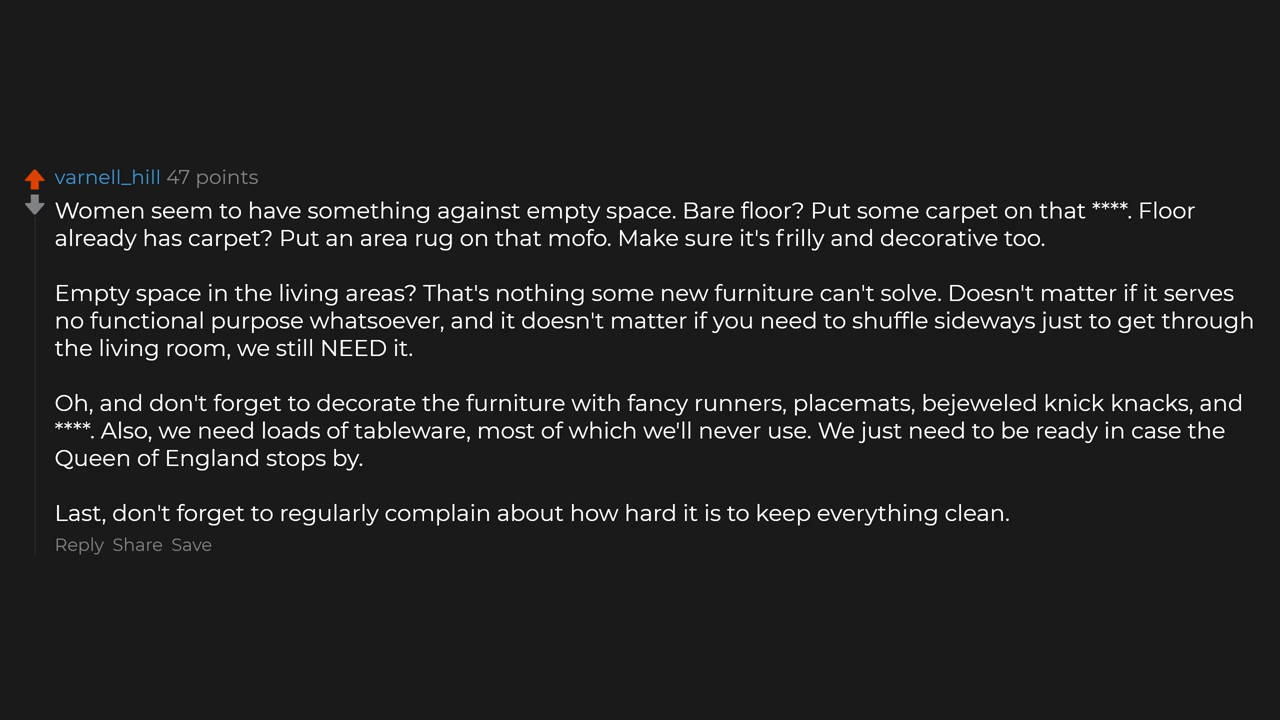 varnell_hill 47 points
Women seem to have something against empty space. Bare floor? Put some carpet on that ****. Floor
already has carpet? Put an area rug on that mofo. Make sure it's frilly and decorative too.
Empty space in the living areas? That's nothing some new furniture can't solve. Doesn't matter if it serves
no functional purpose whatsoever, and it doesn't matter if you need to shuffle sideways just to get through
the living room, we still NEED it.
Oh, and don't forget to decorate the furniture with fancy runners, placemats, bejeweled knick knacks, and
****. Also, we need loads of tableware, most of which we'll never use. We just need to be ready in case the
Queen of England stops by.
Last, don't forget to regularly complain about how hard it is to keep everything clean.
Reply Share Save